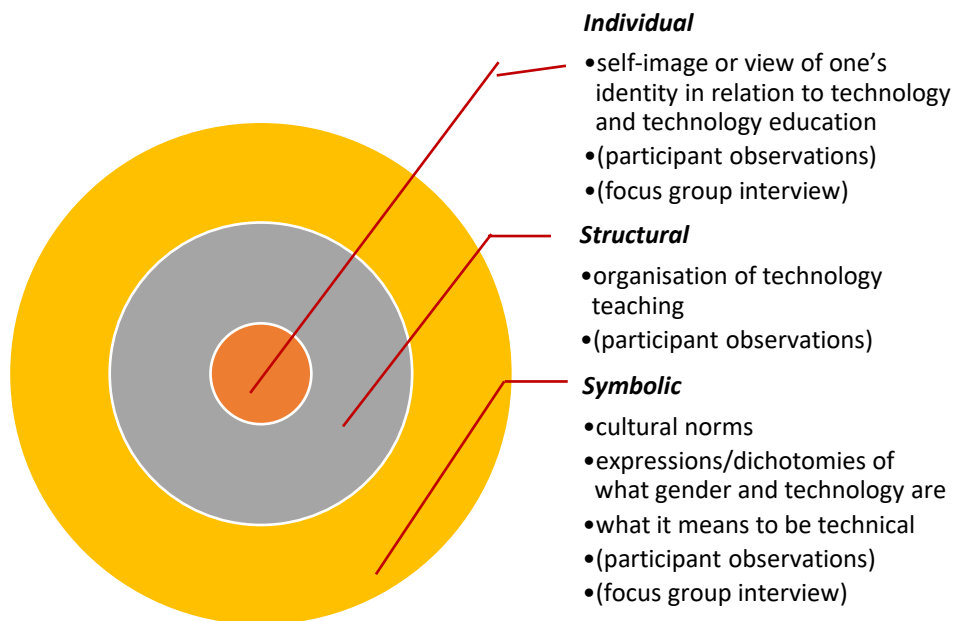 Individual
•self-image or view of one’s
identity in relation to technology
and technology education
•(participant observations)
•(focus group interview)
Structural
•organisation of technology
teaching
•(participant observations)
Symbolic
•cultural norms
•expressions/dichotomies of
what gender and technology are
•what it means to be technical
•(participant observations)
•(focus group interview)